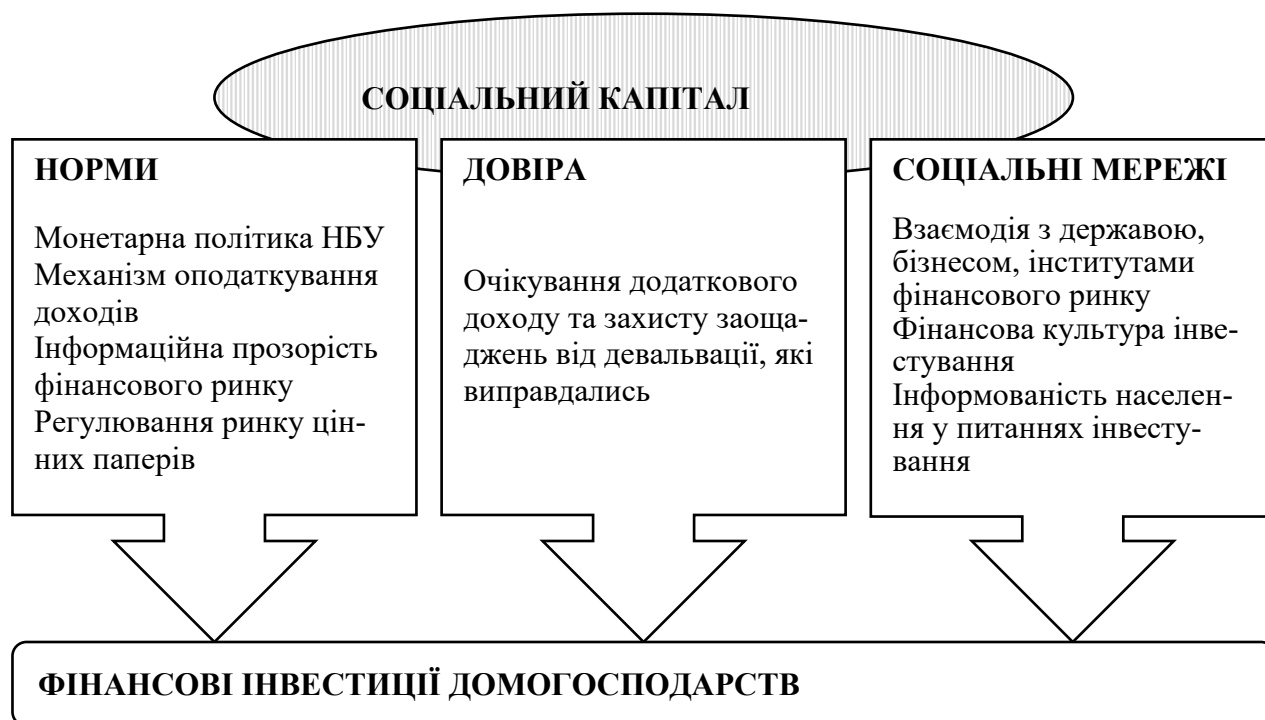 СОЦІАЛЬНИЙ КАПІТАЛ
НОРМИ
Монетарна політика НБУ
Механізм оподаткування
доходів
Інформаційна прозорість
фінансового ринку
Регулювання ринку цін-
них паперів
ДОВІРА
Очікування додаткового
доходу та захисту заоща-
джень від девальвації, які
виправдались
СОЦІАЛЬНІ МЕРЕЖІ
Взаємодія з державою,
бізнесом, інститутами
фінансового ринку
Фінансова культура інве-
стування
Інформованість населен-
ня у питаннях інвесту-
вання
ФІНАНСОВІ ІНВЕСТИЦІЇ ДОМОГОСПОДАРСТВ